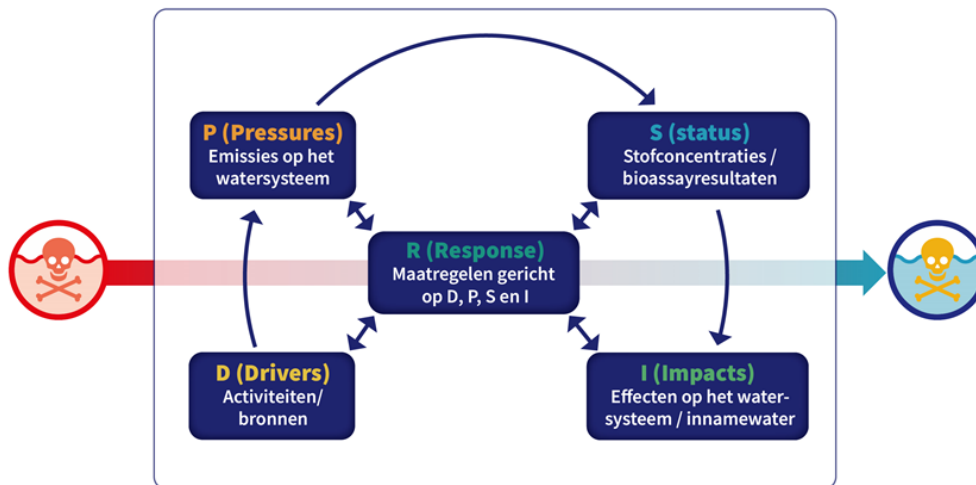 P (Pressures)
Emissies op het
watersysteem
S (status)
Stofconcentraties /
bioassayresultaten
R (Response)
Maatregelen gericht
op D, P, S en I
D (Drivers)
Activiteiten/
bronnen
I (Impacts)
Effecten op het water-
systeem / innamewater